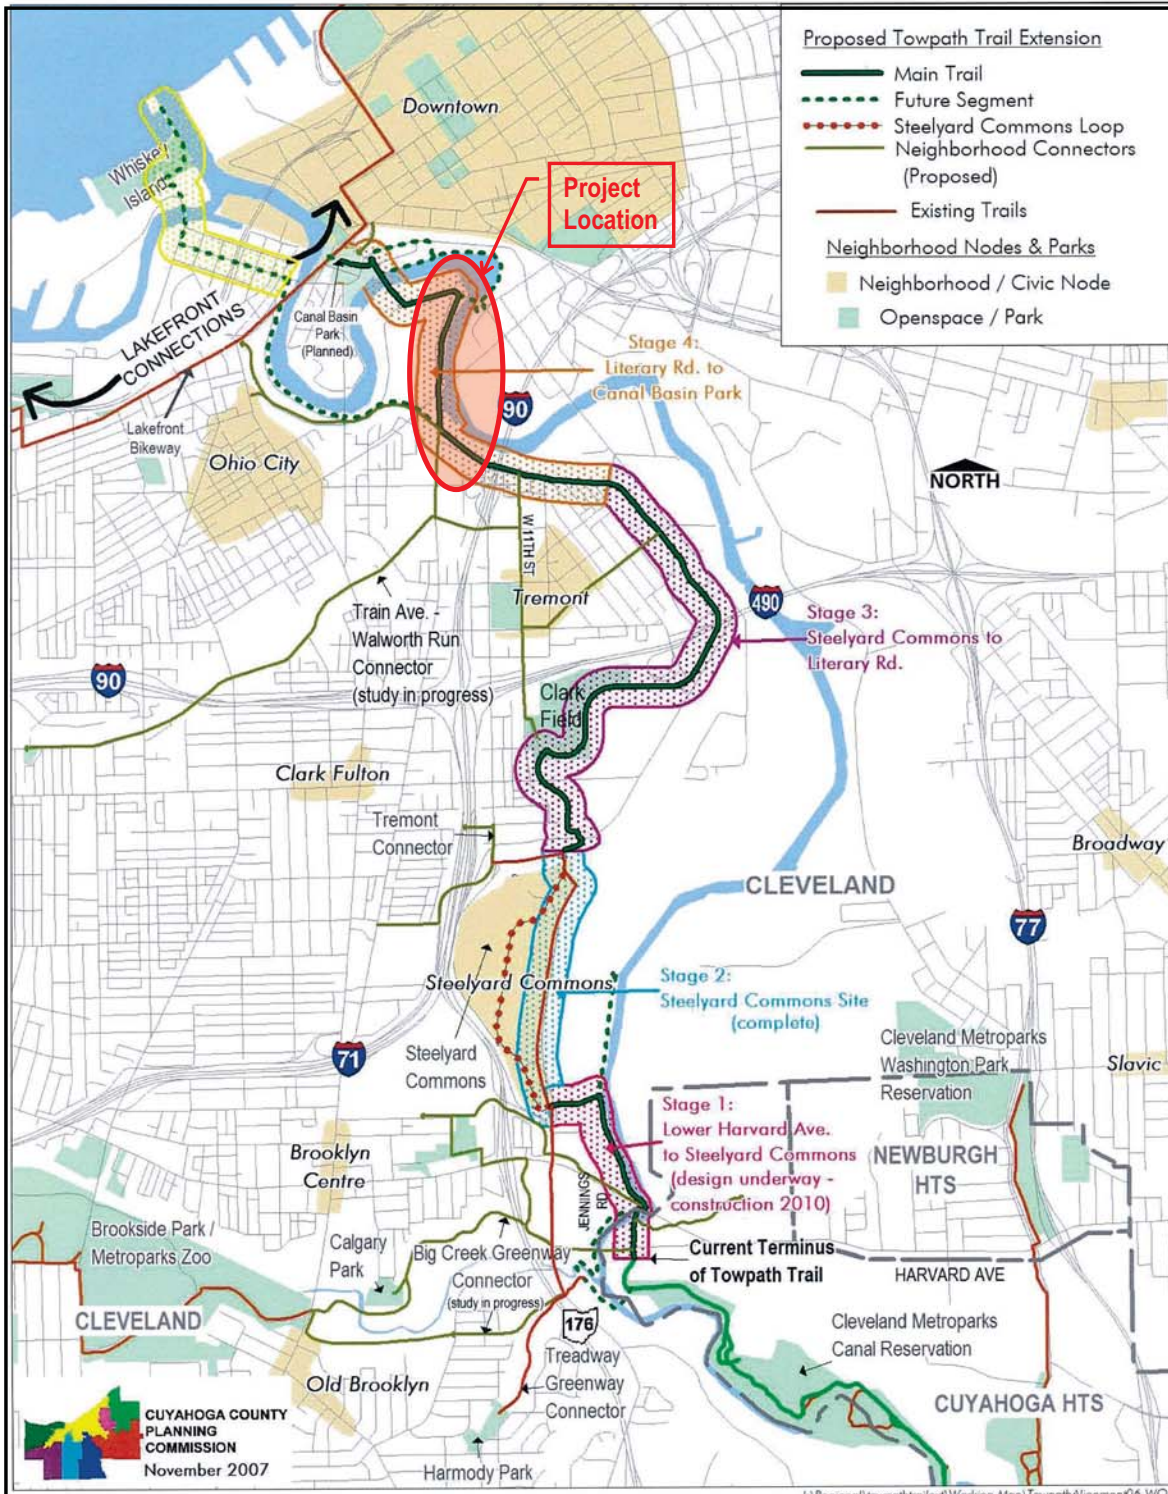 Proposed Towpath Trail Extension
Main Trail
Future Segment
Steelyard Commons Loop
Neighborhood Connectors
(Proposed)
Existing Trails
Neighborhood Nodes & Parks
Neighborhood / Civic Node
Openspace / Park
Downtown
Whiskey
Island
Project
Location
LAKEFRONT
CONNECTIONS
Canal Basin
Park
(Planned)
Stage 4:
Literary Rd. to
Canal Basin Park
90
Lakefront
Bikeway
Ohio City
NORTH
W 11TH ST
Tremont
490
Train Ave. -
Walworth Run
Connector
(study in progress)
Stage 3:
Steelyard Commons to
Literary Rd.
90
Clark
Field
Clark Fulton
Tremont
Connector
Broadway
CLEVELAND
77
Steelyard Commons
Stage 2:
Steelyard Commons Site
(complete)
71
Steelyard
Commons
Cleveland Metroparks
Washington Park
Reservation
Slavic
Stage 1:
Lower Harvard Ave.
to Steelyard Commons
(design underway -
construction 2010)
Brooklyn
Centre
NEWBURGH
HTS
JENNINGS
RD
Brookside Park /
Metroparks Zoo
Calgary
Park
Big Creek Greenway
Connector
(study in progress)
Current Terminus
of Towpath Trail
HARVARD AVE
CLEVELAND
176
Cleveland Metroparks
Canal Reservation
Treadway
Greenway
Connector
Old Brooklyn
CUYAHOGA HTS
CUYAHOGA COUNTY
PLANNING
COMMISSION
November 2007
Harmody Park